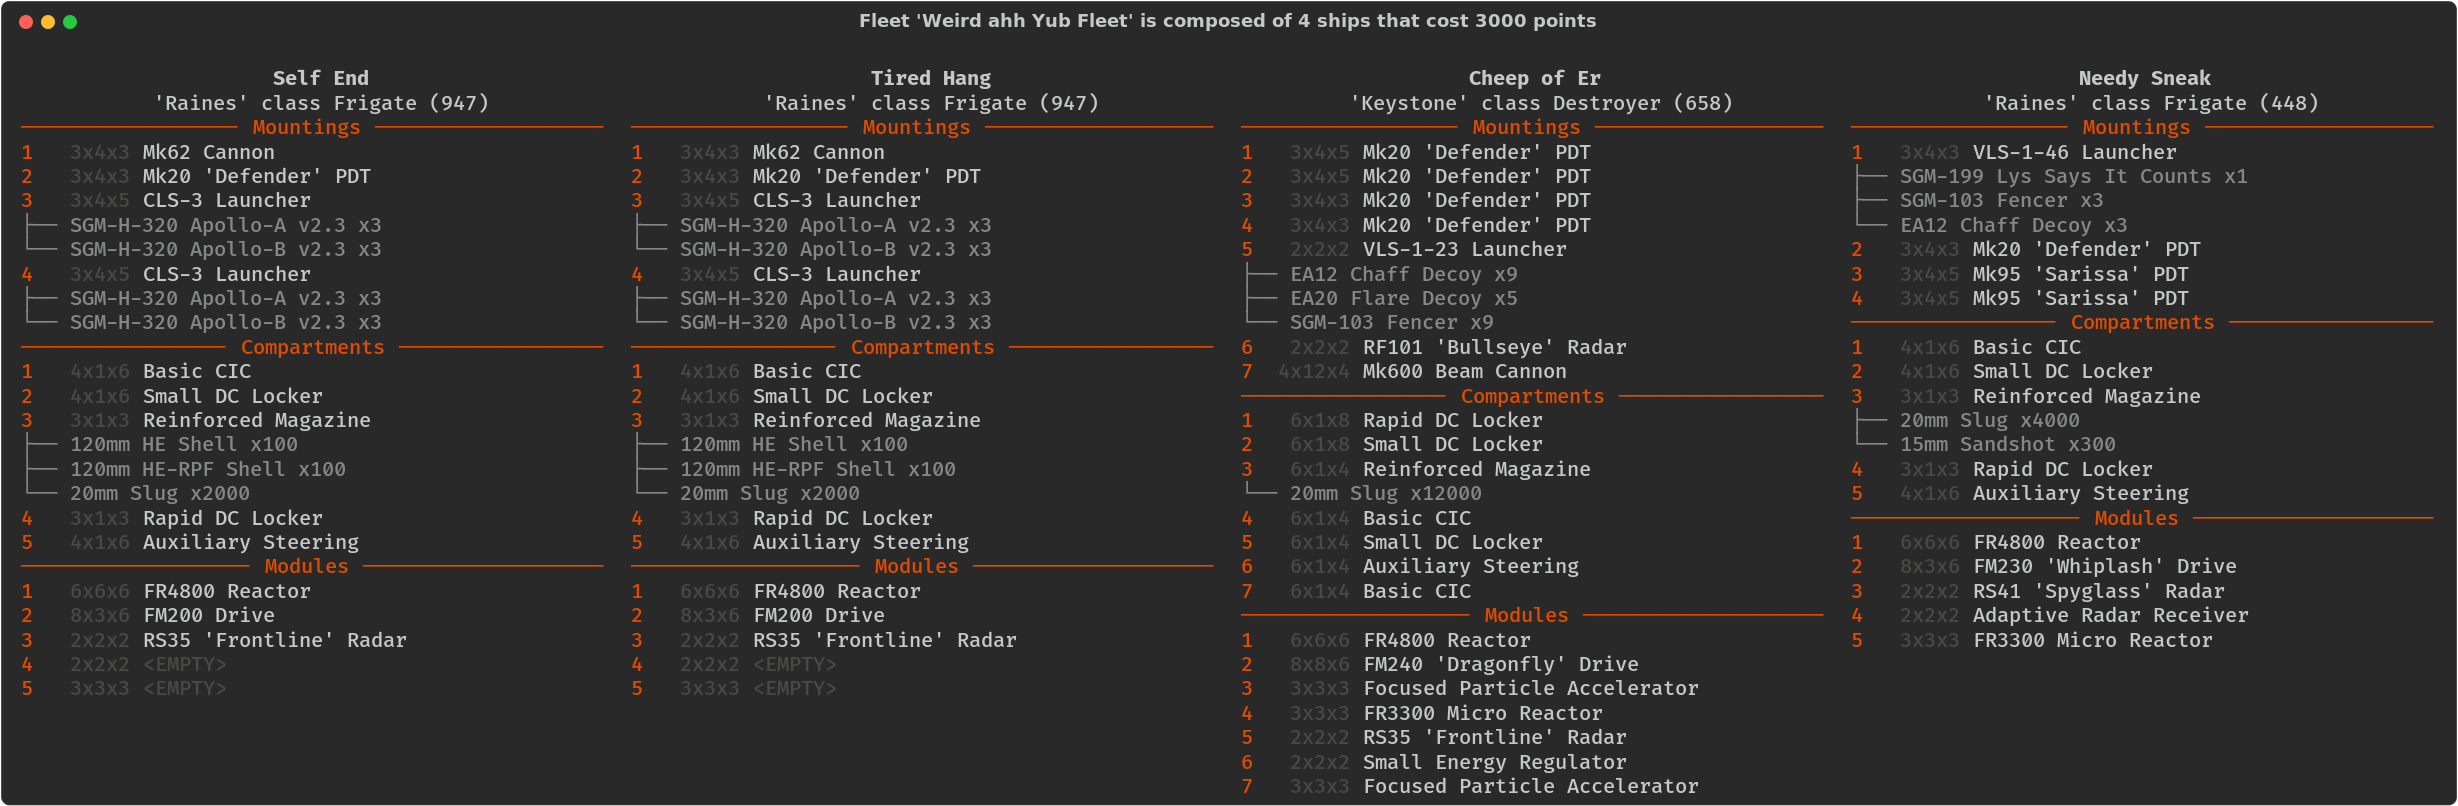 Fleet 'Weird ahh Yub Fleet' is composed of 4 ships that cost 3000 points
Self End
'Raines' class Frigate (947)
Mountings
1 3x4x3 Mk62 Cannon
2 3x4x3 Mk20 'Defender' PDT
3 3x4x5 CLS-3 Launcher
SGM-H-320 Apollo-A v2.3 x3
SGM-H-320 Apollo-B v2.3 x3
4 3x4x5 CLS-3 Launcher
SGM-H-320 Apollo-A v2.3 x3
SGM-H-320 Apollo-B v2.3 x3
Compartments
1 4x1x6 Basic CIC
2 4x1x6 Small DC Locker
3 3x1x3 Reinforced Magazine
120mm HE Shell x100
120mm HE-RPF Shell x100
20mm Slug x2000
4 3x1x3 Rapid DC Locker
5 4x1x6 Auxiliary Steering
Modules
1 6x6x6 FR4800 Reactor
2 8x3x6 FM200 Drive
3 2x2x2 RS35 'Frontline' Radar
4 2x2x2 <EMPTY>
5 3x3x3 <EMPTY>
Tired Hang
'Raines' class Frigate (947)
Mountings
1 3x4x3 Mk62 Cannon
2 3x4x3 Mk20 'Defender' PDT
3 3x4x5 CLS-3 Launcher
SGM-H-320 Apollo-A v2.3 x3
SGM-H-320 Apollo-B v2.3 x3
4 3x4x5 CLS-3 Launcher
SGM-H-320 Apollo-A v2.3 x3
SGM-H-320 Apollo-B v2.3 x3
Compartments
1 4x1x6 Basic CIC
2 4x1x6 Small DC Locker
3 3x1x3 Reinforced Magazine
120mm HE Shell x100
120mm HE-RPF Shell x100
20mm Slug x2000
4 3x1x3 Rapid DC Locker
5 4x1x6 Auxiliary Steering
Modules
1 6x6x6 FR4800 Reactor
2 8x3x6 FM200 Drive
3 2x2x2 RS35 'Frontline' Radar
4 2x2x2 <EMPTY>
5 3x3x3 <EMPTY>
Cheep of Er
'Keystone' class Destroyer (658)
Mountings
1 3x4x5 Mk20 'Defender' PDT
2 3x4x5 Mk20 'Defender' PDT
3 3x4x3 Mk20 'Defender' PDT
4 3x4x3 Mk20 'Defender' PDT
5 2x2x2 VLS-1-23 Launcher
EA12 Chaff Decoy x9
EA20 Flare Decoy x5
SGM-103 Fencer x9
6 2x2x2 RF101 'Bullseye' Radar
7 4x12x4 Mk600 Beam Cannon
Compartments
1 6x1x8 Rapid DC Locker
2 6x1x8 Small DC Locker
3 6x1x4 Reinforced Magazine
20mm Slug x12000
4 6x1x4 Basic CIC
5 6x1x4 Small DC Locker
6 6x1x4 Auxiliary Steering
7 6x1x4 Basic CIC
Modules
1 6x6x6 FR4800 Reactor
2 8x8x6 FM240 'Dragonfly' Drive
3 3x3x3 Focused Particle Accelerator
4 3x3x3 FR3300 Micro Reactor
5 2x2x2 RS35 'Frontline' Radar
6 2x2x2 Small Energy Regulator
7 3x3x3 Focused Particle Accelerator
Needy Sneak
'Raines' class Frigate (448)
Mountings
1 3x4x3 VLS-1-46 Launcher
SGM-199 Lys Says It Counts x1
SGM-103 Fencer x3
EA12 Chaff Decoy x3
2 3x4x3 Mk20 'Defender' PDT
3 3x4x5 Mk95 'Sarissa' PDT
4 3x4x5 Mk95 'Sarissa' PDT
Compartments
1 4x1x6 Basic CIC
2 4x1x6 Small DC Locker
3 3x1x3 Reinforced Magazine
20mm Slug x4000
15mm Sandshot x300
4 3x1x3 Rapid DC Locker
5 4x1x6 Auxiliary Steering
Modules
1 6x6x6 FR4800 Reactor
2 8x3x6 FM230 'Whiplash' Drive
3 2x2x2 RS41 'Spyglass' Radar
4 2x2x2 Adaptive Radar Receiver
5 3x3x3 FR3300 Micro Reactor